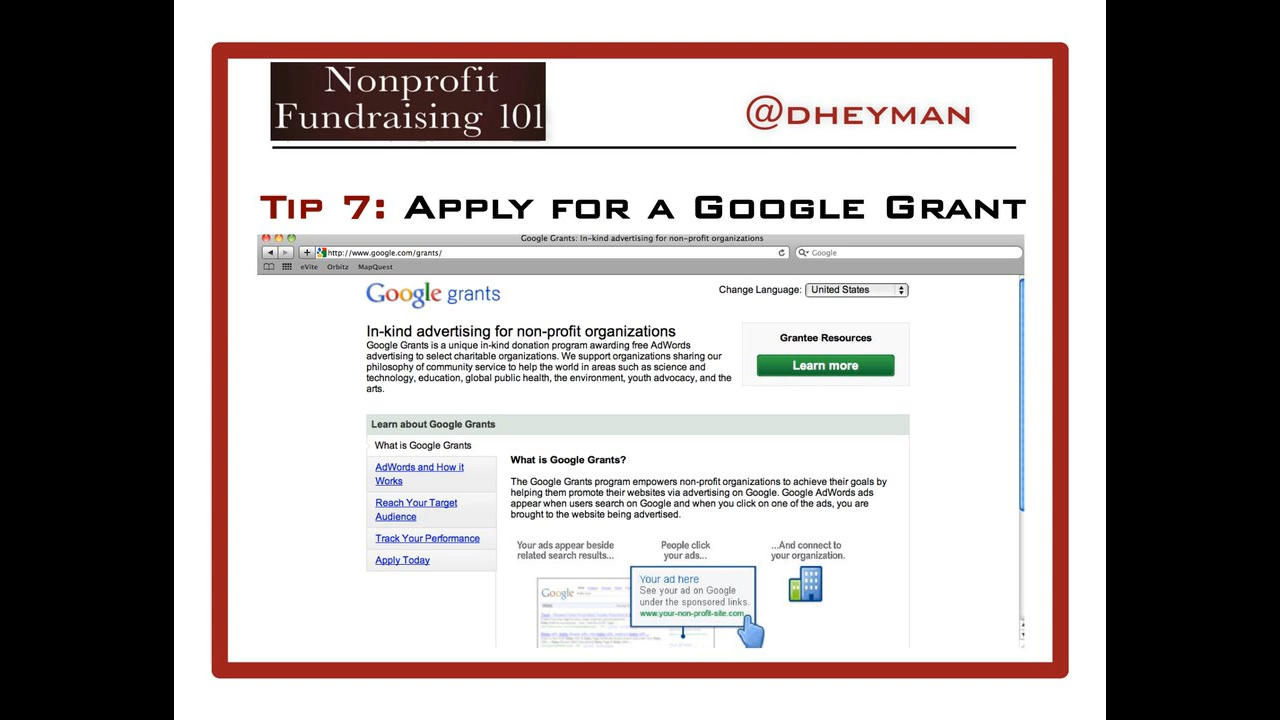 Nonprofit
Fundraising 101
@DHEYMAN
TIP 7: APPLY FOR A GOOGLE GRANT
Google Grants: In-kind advertising for non-profit organizations
http://www.google.com/grants/
Google
eVite Orbitz MapQuest
Google grants
Change Language: United States
In-kind advertising for non-profit organizations
Google Grants is a unique in-kind donation program awarding free AdWords
advertising to select charitable organizations. We support organizations sharing our
philosophy of community service to help the world in areas such as science and
technology, education, global public health, the environment, youth advocacy, and the
arts.
Grantee Resources
Learn more
Learn about Google Grants
What is Google Grants
AdWords and How it
Works
Reach Your Target
Audience
Track Your Performance
Apply Today
What is Google Grants?
The Google Grants program empowers non-profit organizations to achieve their goals by
helping them promote their websites via advertising on Google. Google AdWords ads
appear when users search on Google and when you click on one of the ads, you are
brought to the website being advertised.
Your ads appear beside
related search results...
People click
your ads...
...And connect to
your organization.
Google
Your ad here
See your ad on Google
under the sponsored links.
www.your-non-profit-site.com